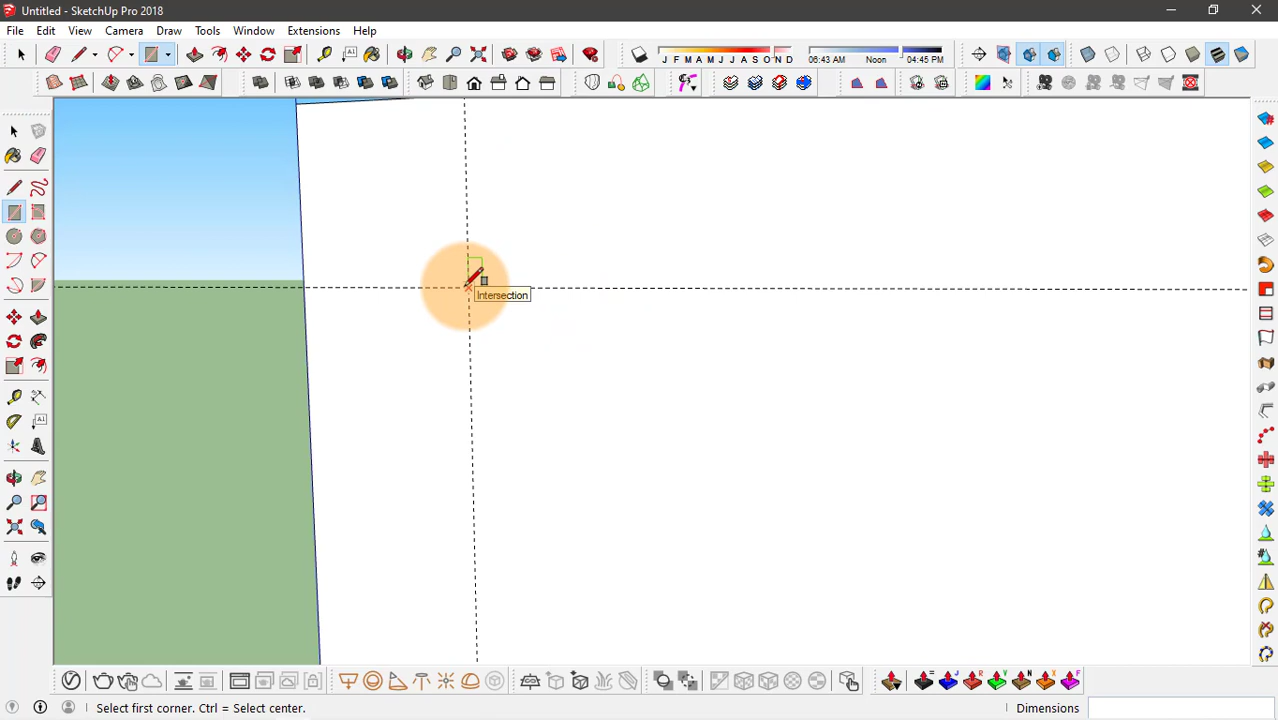 Untitled - SketchUp Pro 2018
File Edit View Camera Draw Tools Window Extensions Help
J F M A M J J A S O N D 06:43 AM Noon 04:45 PM
Intersection
Select first corner. Ctrl = Select center. Dimensions